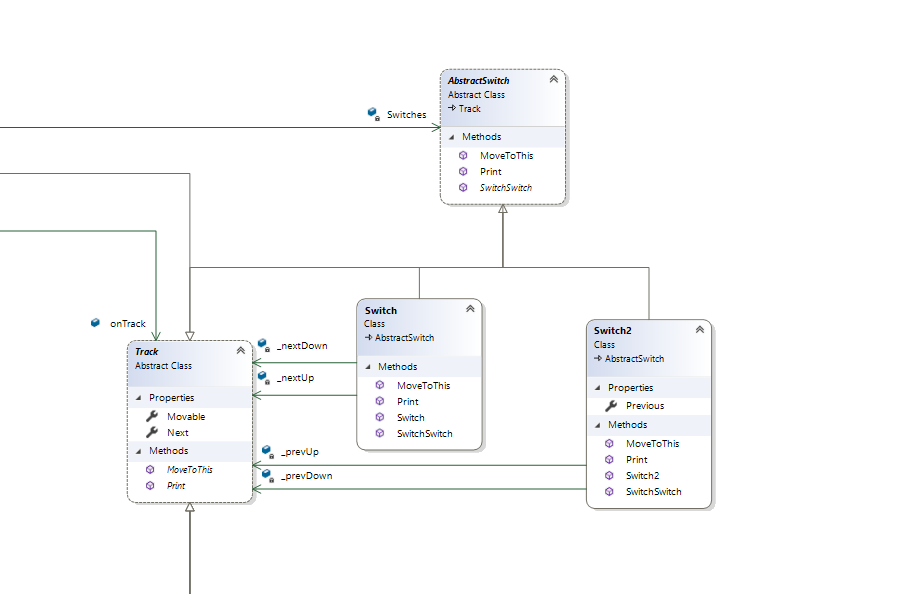 AbstractSwitch
Abstract Class
Track
Switches
Methods
MoveToThis
Print
SwitchSwitch
onTrack
Track
Abstract Class
Properties
Movable
Next
Methods
MoveToThis
Print
_nextDown
_nextUp
_prevUp
_prevDown
Switch
Class
AbstractSwitch
Methods
MoveToThis
Print
Switch
SwitchSwitch
Switch2
Class
AbstractSwitch
Properties
Previous
Methods
MoveToThis
Print
Switch2
SwitchSwitch